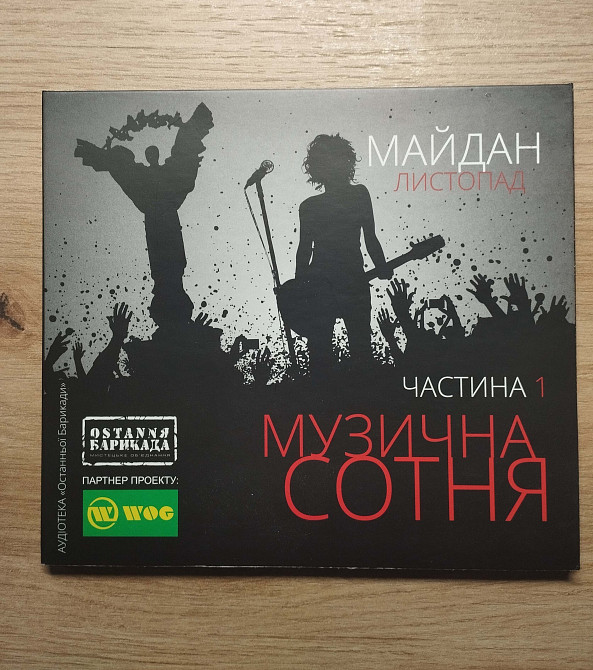 МАЙДАН
ЛИСТОПАД
ЧАСТИНА 1
МУЗИЧНА
СОТНЯ
OSTANNЯ
БАРИКАДА
МИСТЕЦЬКЕ ОБ'ЄДНАННЯ
ПАРТНЕР ПРОЕКТУ:
W WOG
АУДІОТЕКА «Останньої Барикади»